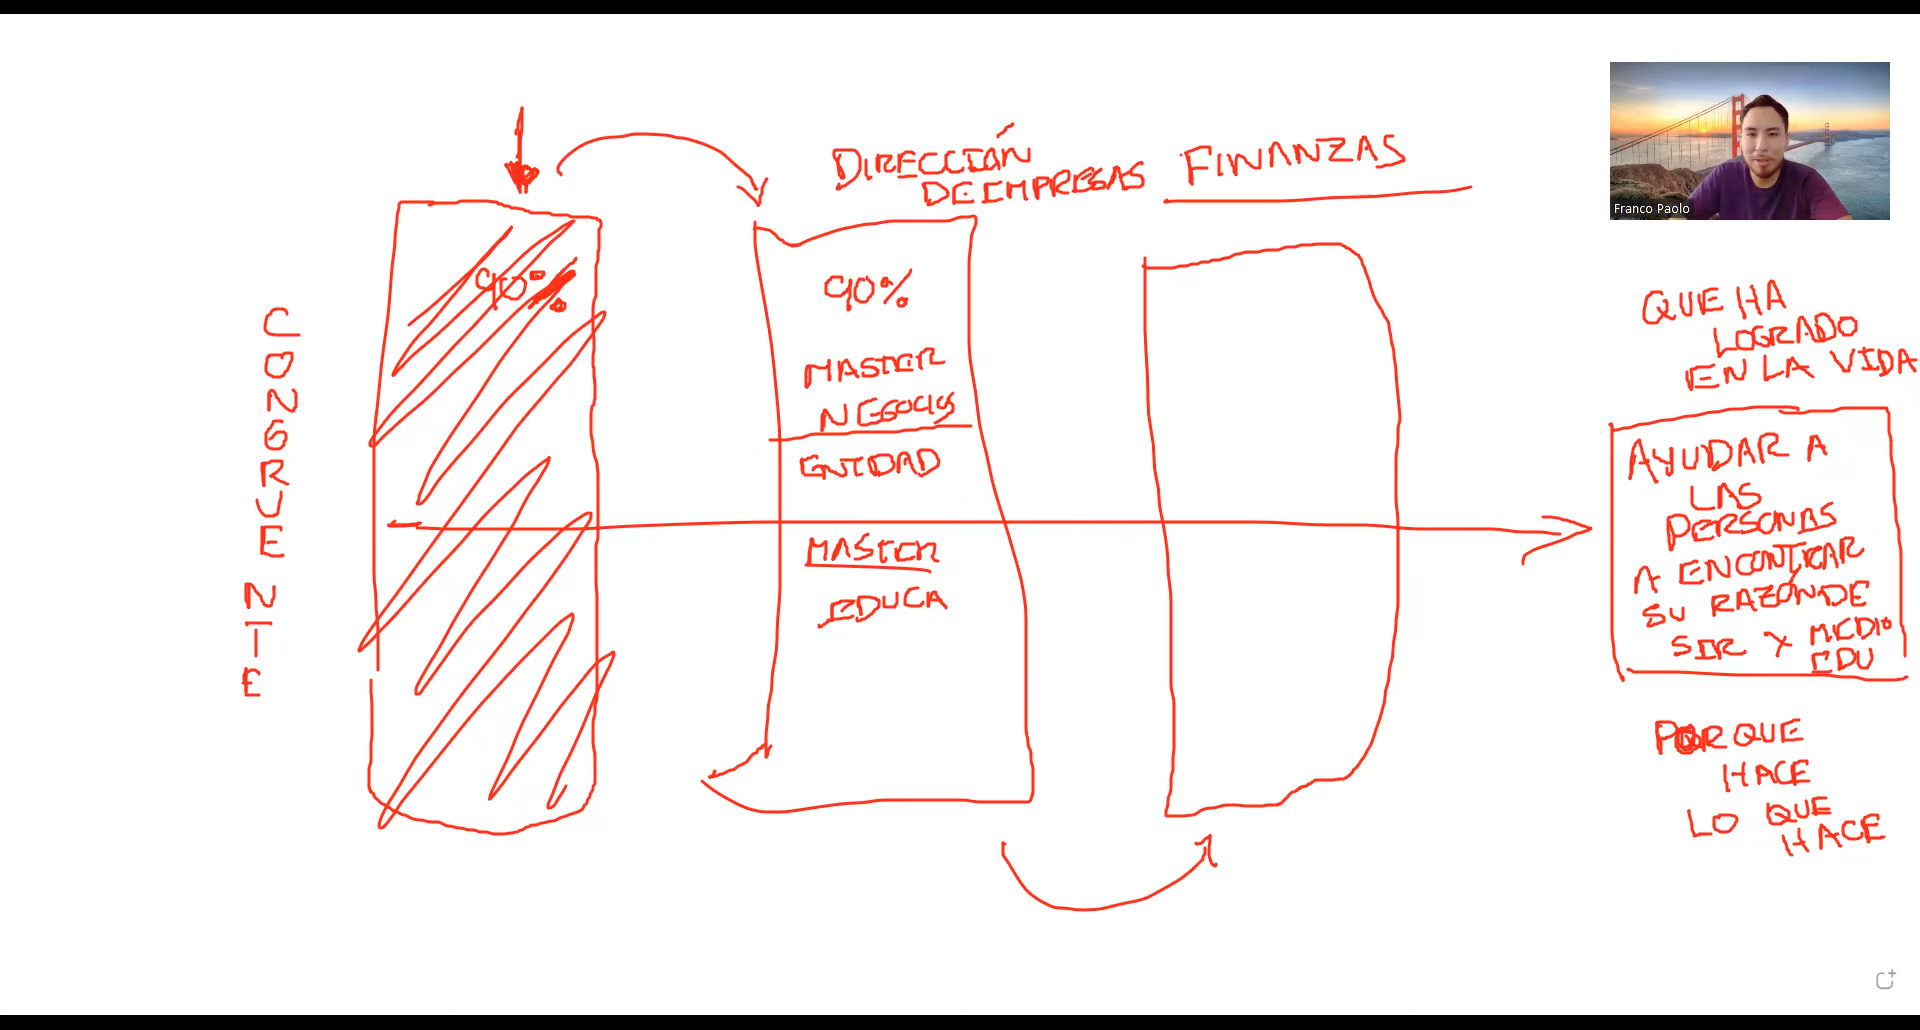 DIRECCIÓN
DE EMPRESAS
FINANZAS
Franco Paolo
CONGRUENTE
90%
90%
MASTER
NEGOCIOS
ENTIDAD
MASTER
EDUCA
QUE HA
LOGRADO
EN LA VIDA
AYUDAR A
LAS
PERSONAS
A ENCONTRAR
SU RAZÓN DE
SER Y MEDIO
EDU
PORQUE
HACE
LO QUE
HACE